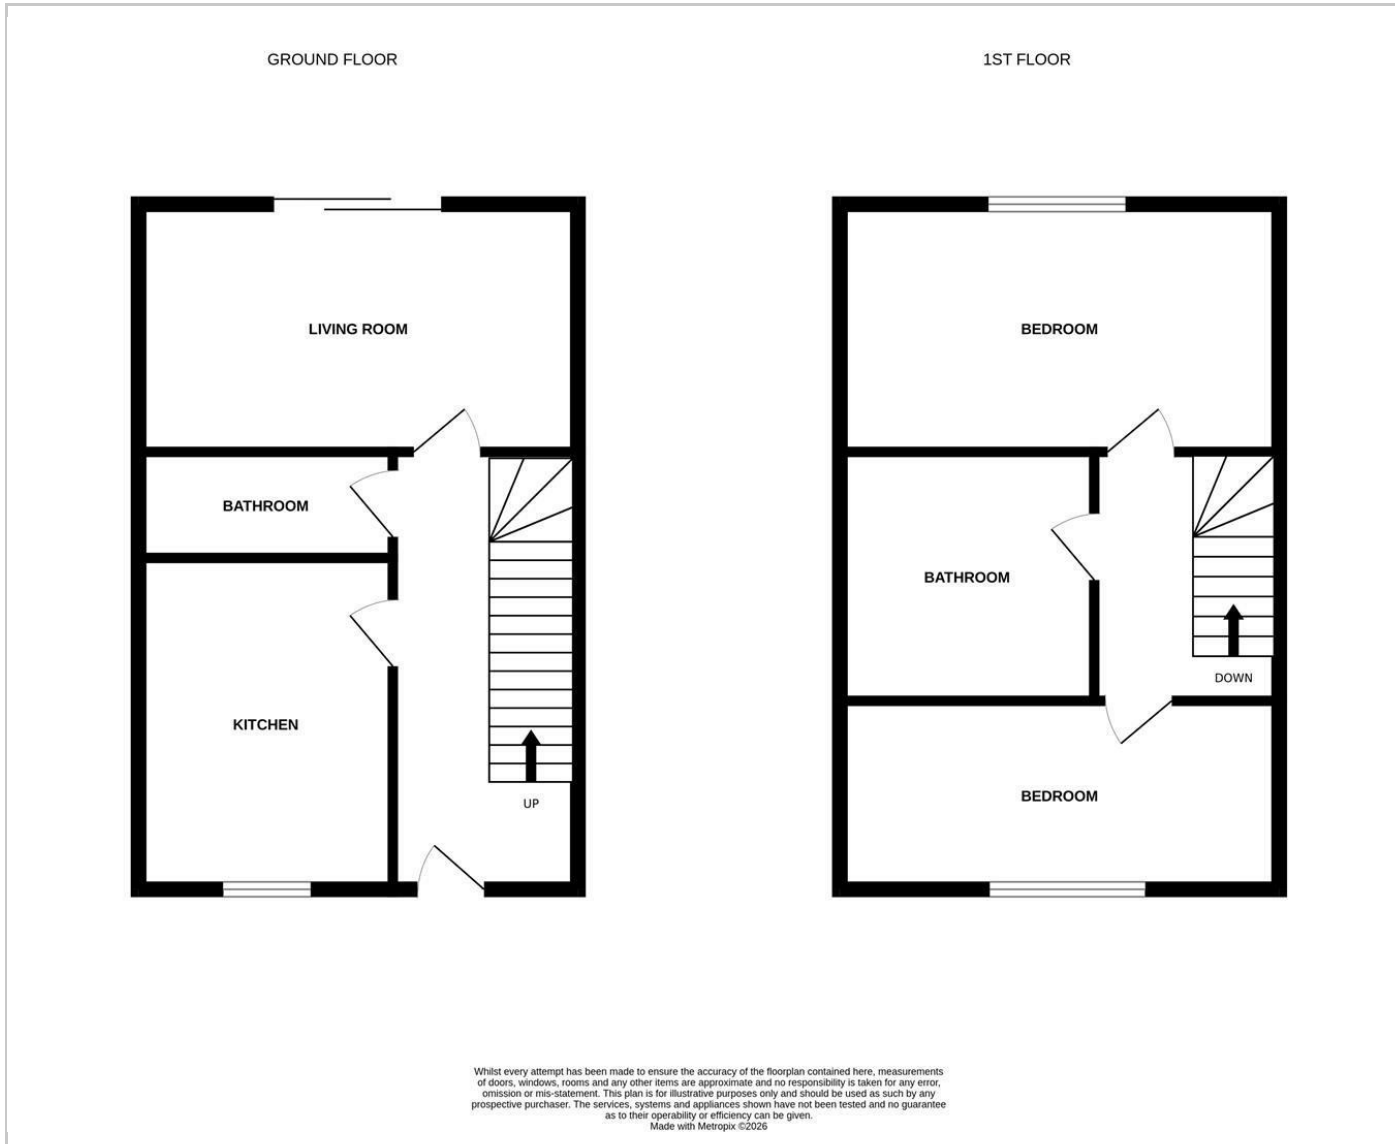 GROUND FLOOR
1ST FLOOR
LIVING ROOM
BATHROOM
KITCHEN
UP
BEDROOM
BATHROOM
DOWN
BEDROOM
Whilst every attempt has been made to ensure the accuracy of the floorplan contained here, measurements
of doors, windows, rooms and any other items are approximate and no responsibility is taken for any error,
omission or mis-statement. This plan is for illustrative purposes only and should be used as such by any
prospective purchaser. The services, systems and appliances shown have not been tested and no guarantee
as to their operability or efficiency can be given.
Made with Metropix ©2026